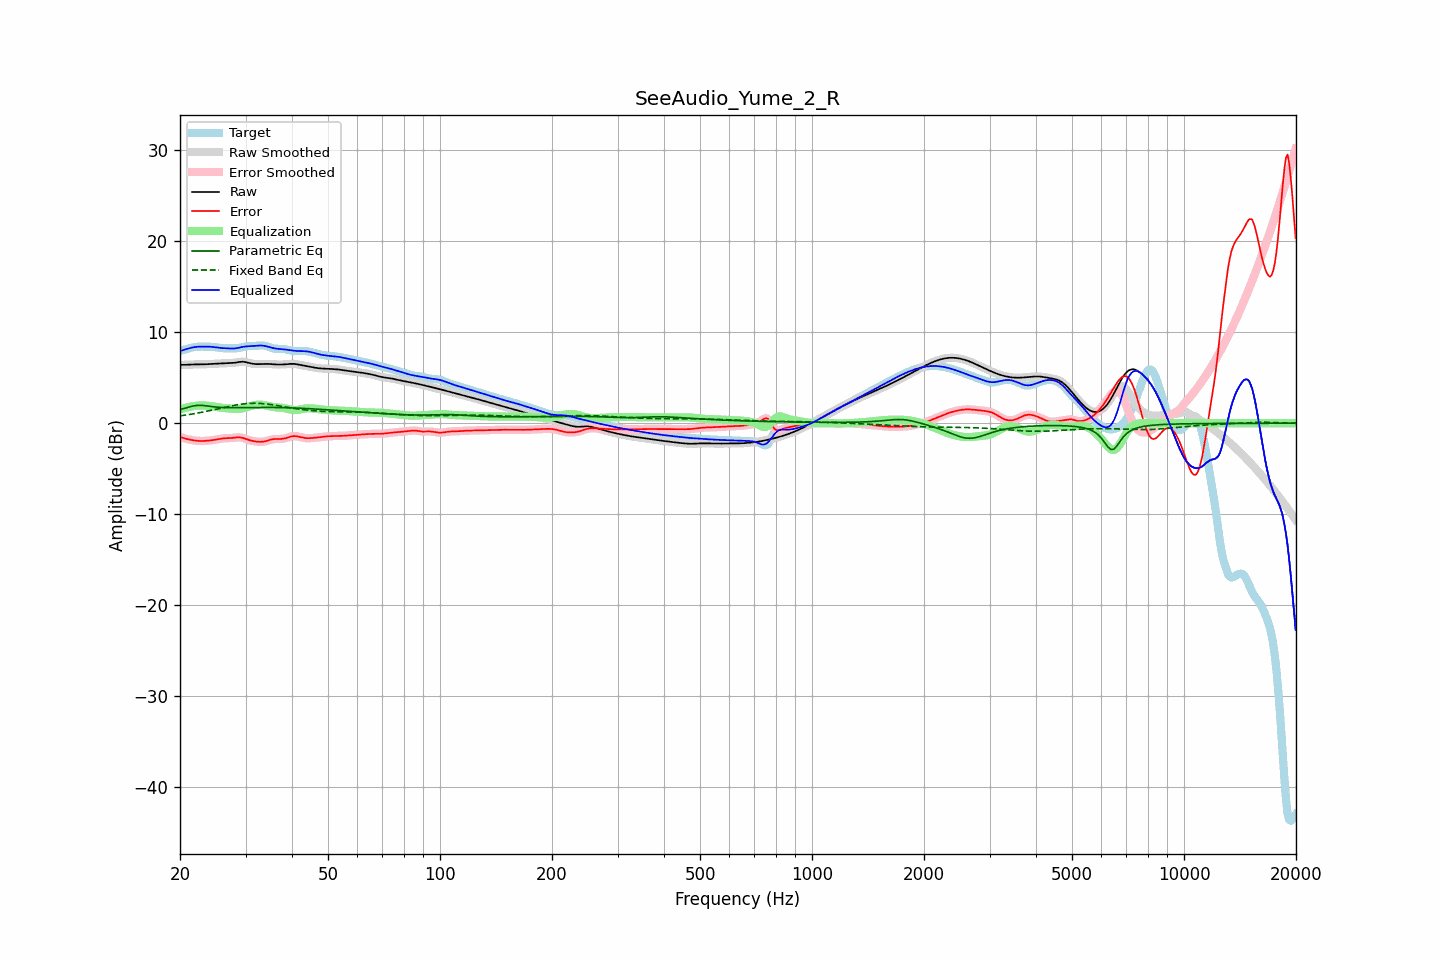 SeeAudio_Yume_2_R
Target
Raw Smoothed
Error Smoothed
Raw
Error
Equalization
Parametric Eq
Fixed Band Eq
Equalized
30
20
10
0
−10
−20
−30
−40
Amplitude (dBr)
20
50
100
200
500
1000
2000
5000
10000
20000
Frequency (Hz)